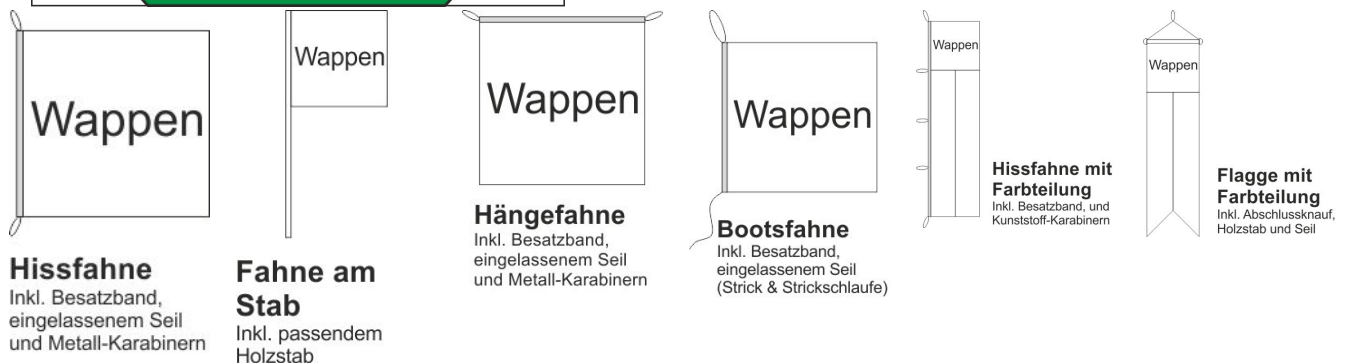 Wappen
Hissfahne
Inkl. Besatzband,
eingelassenem Seil
und Metall-Karabinern
Wappen
Fahne am
Stab
Inkl. passendem
Holzstab
Wappen
Hängefahne
Inkl. Besatzband,
eingelassenem Seil
und Metall-Karabinern
Wappen
Bootsfahne
Inkl. Besatzband,
eingelassenem Seil
(Strick & Strickschlaufe)
Wappen
Hissfahne mit
Farbteilung
Inkl. Besatzband, und
Kunststoff-Karabinern
Wappen
Flagge mit
Farbteilung
Inkl. Abschlussknauf,
Holzstab und Seil